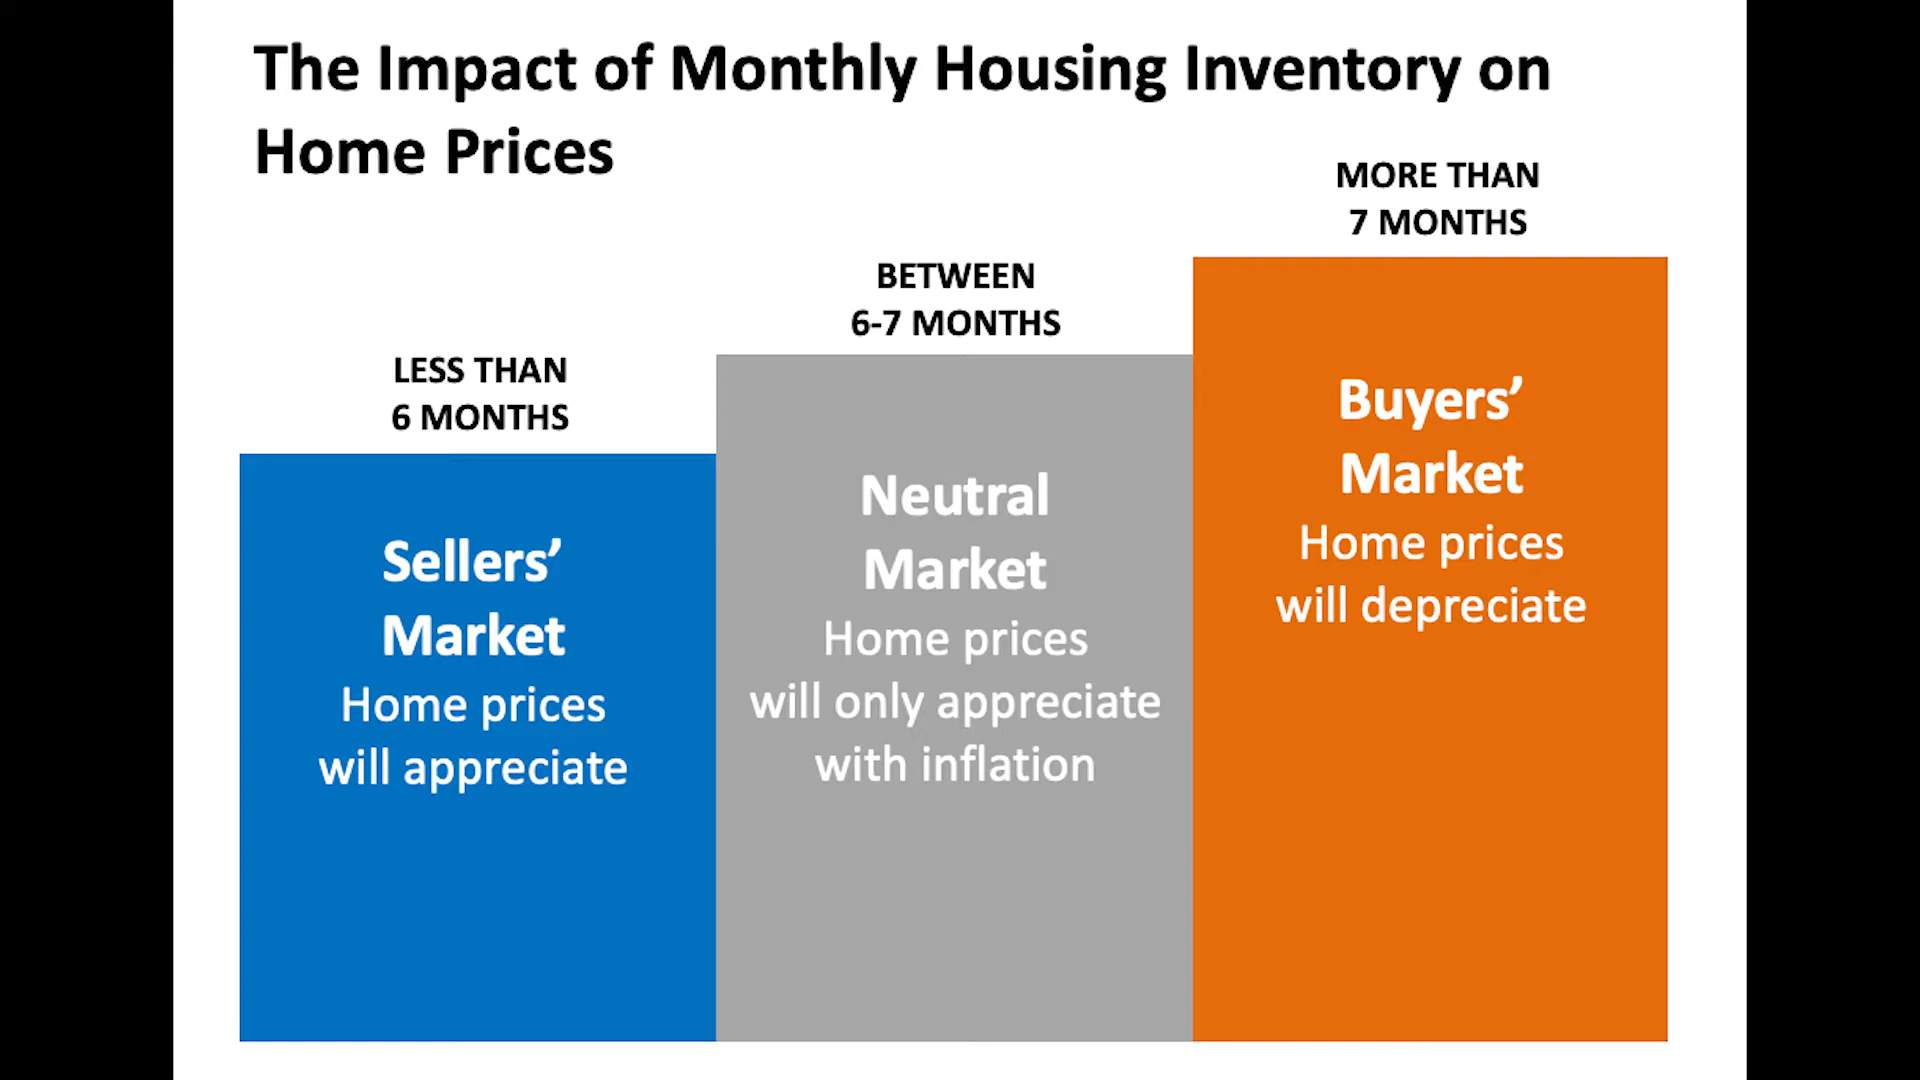 The Impact of Monthly Housing Inventory on
Home Prices
LESS THAN
6 MONTHS
Sellers’
Market
Home prices
will appreciate
BETWEEN
6-7 MONTHS
Neutral
Market
Home prices
will only appreciate
with inflation
MORE THAN
7 MONTHS
Buyers’
Market
Home prices
will depreciate